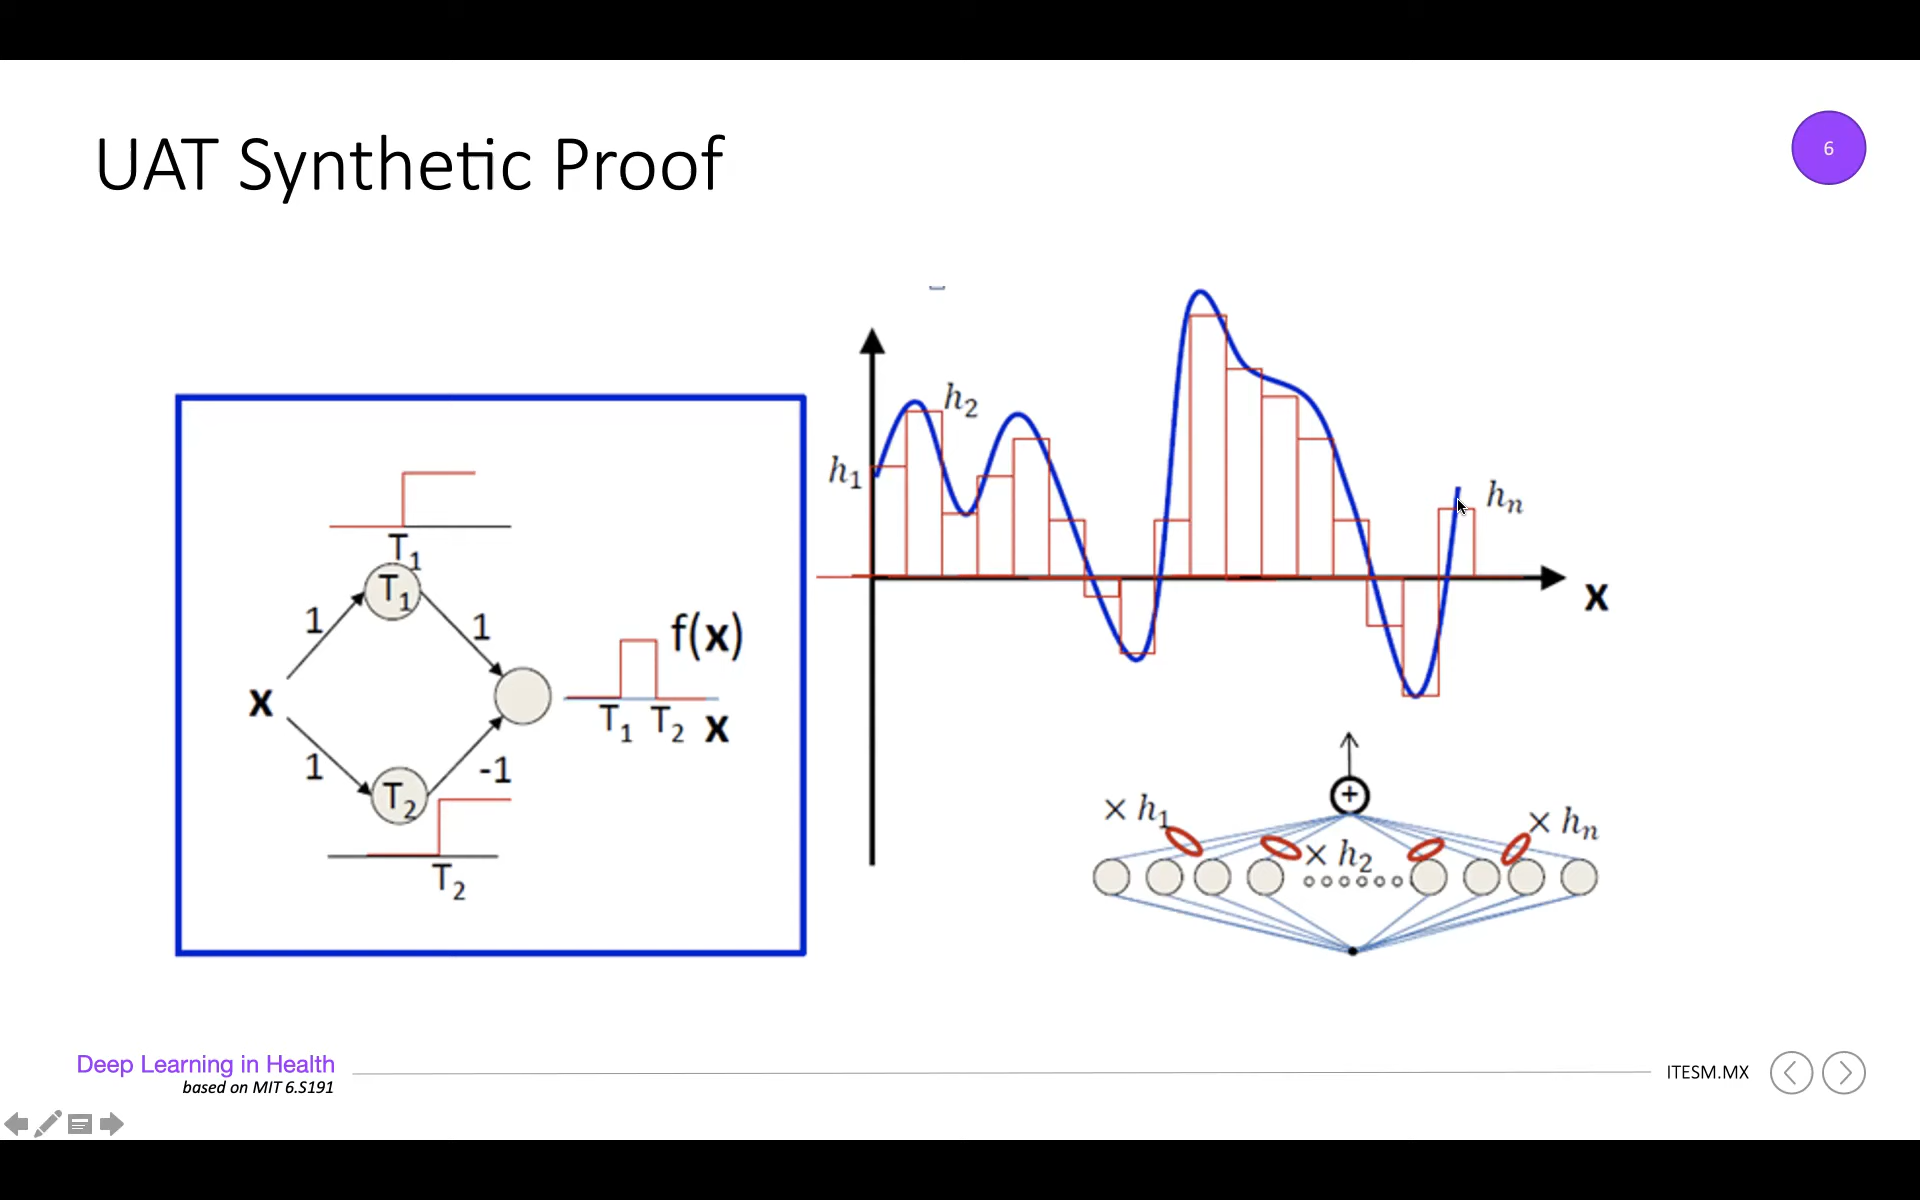 UAT Synthetic Proof
6
T₁
T₁
1
1
x
f(x)
T₁ T₂ x
1
-1
T₂
T₂
h₁
h₂
hₙ
x
+
× h₁
× h₂
× hₙ
Deep Learning in Health
based on MIT 6.S191
ITESM.MX